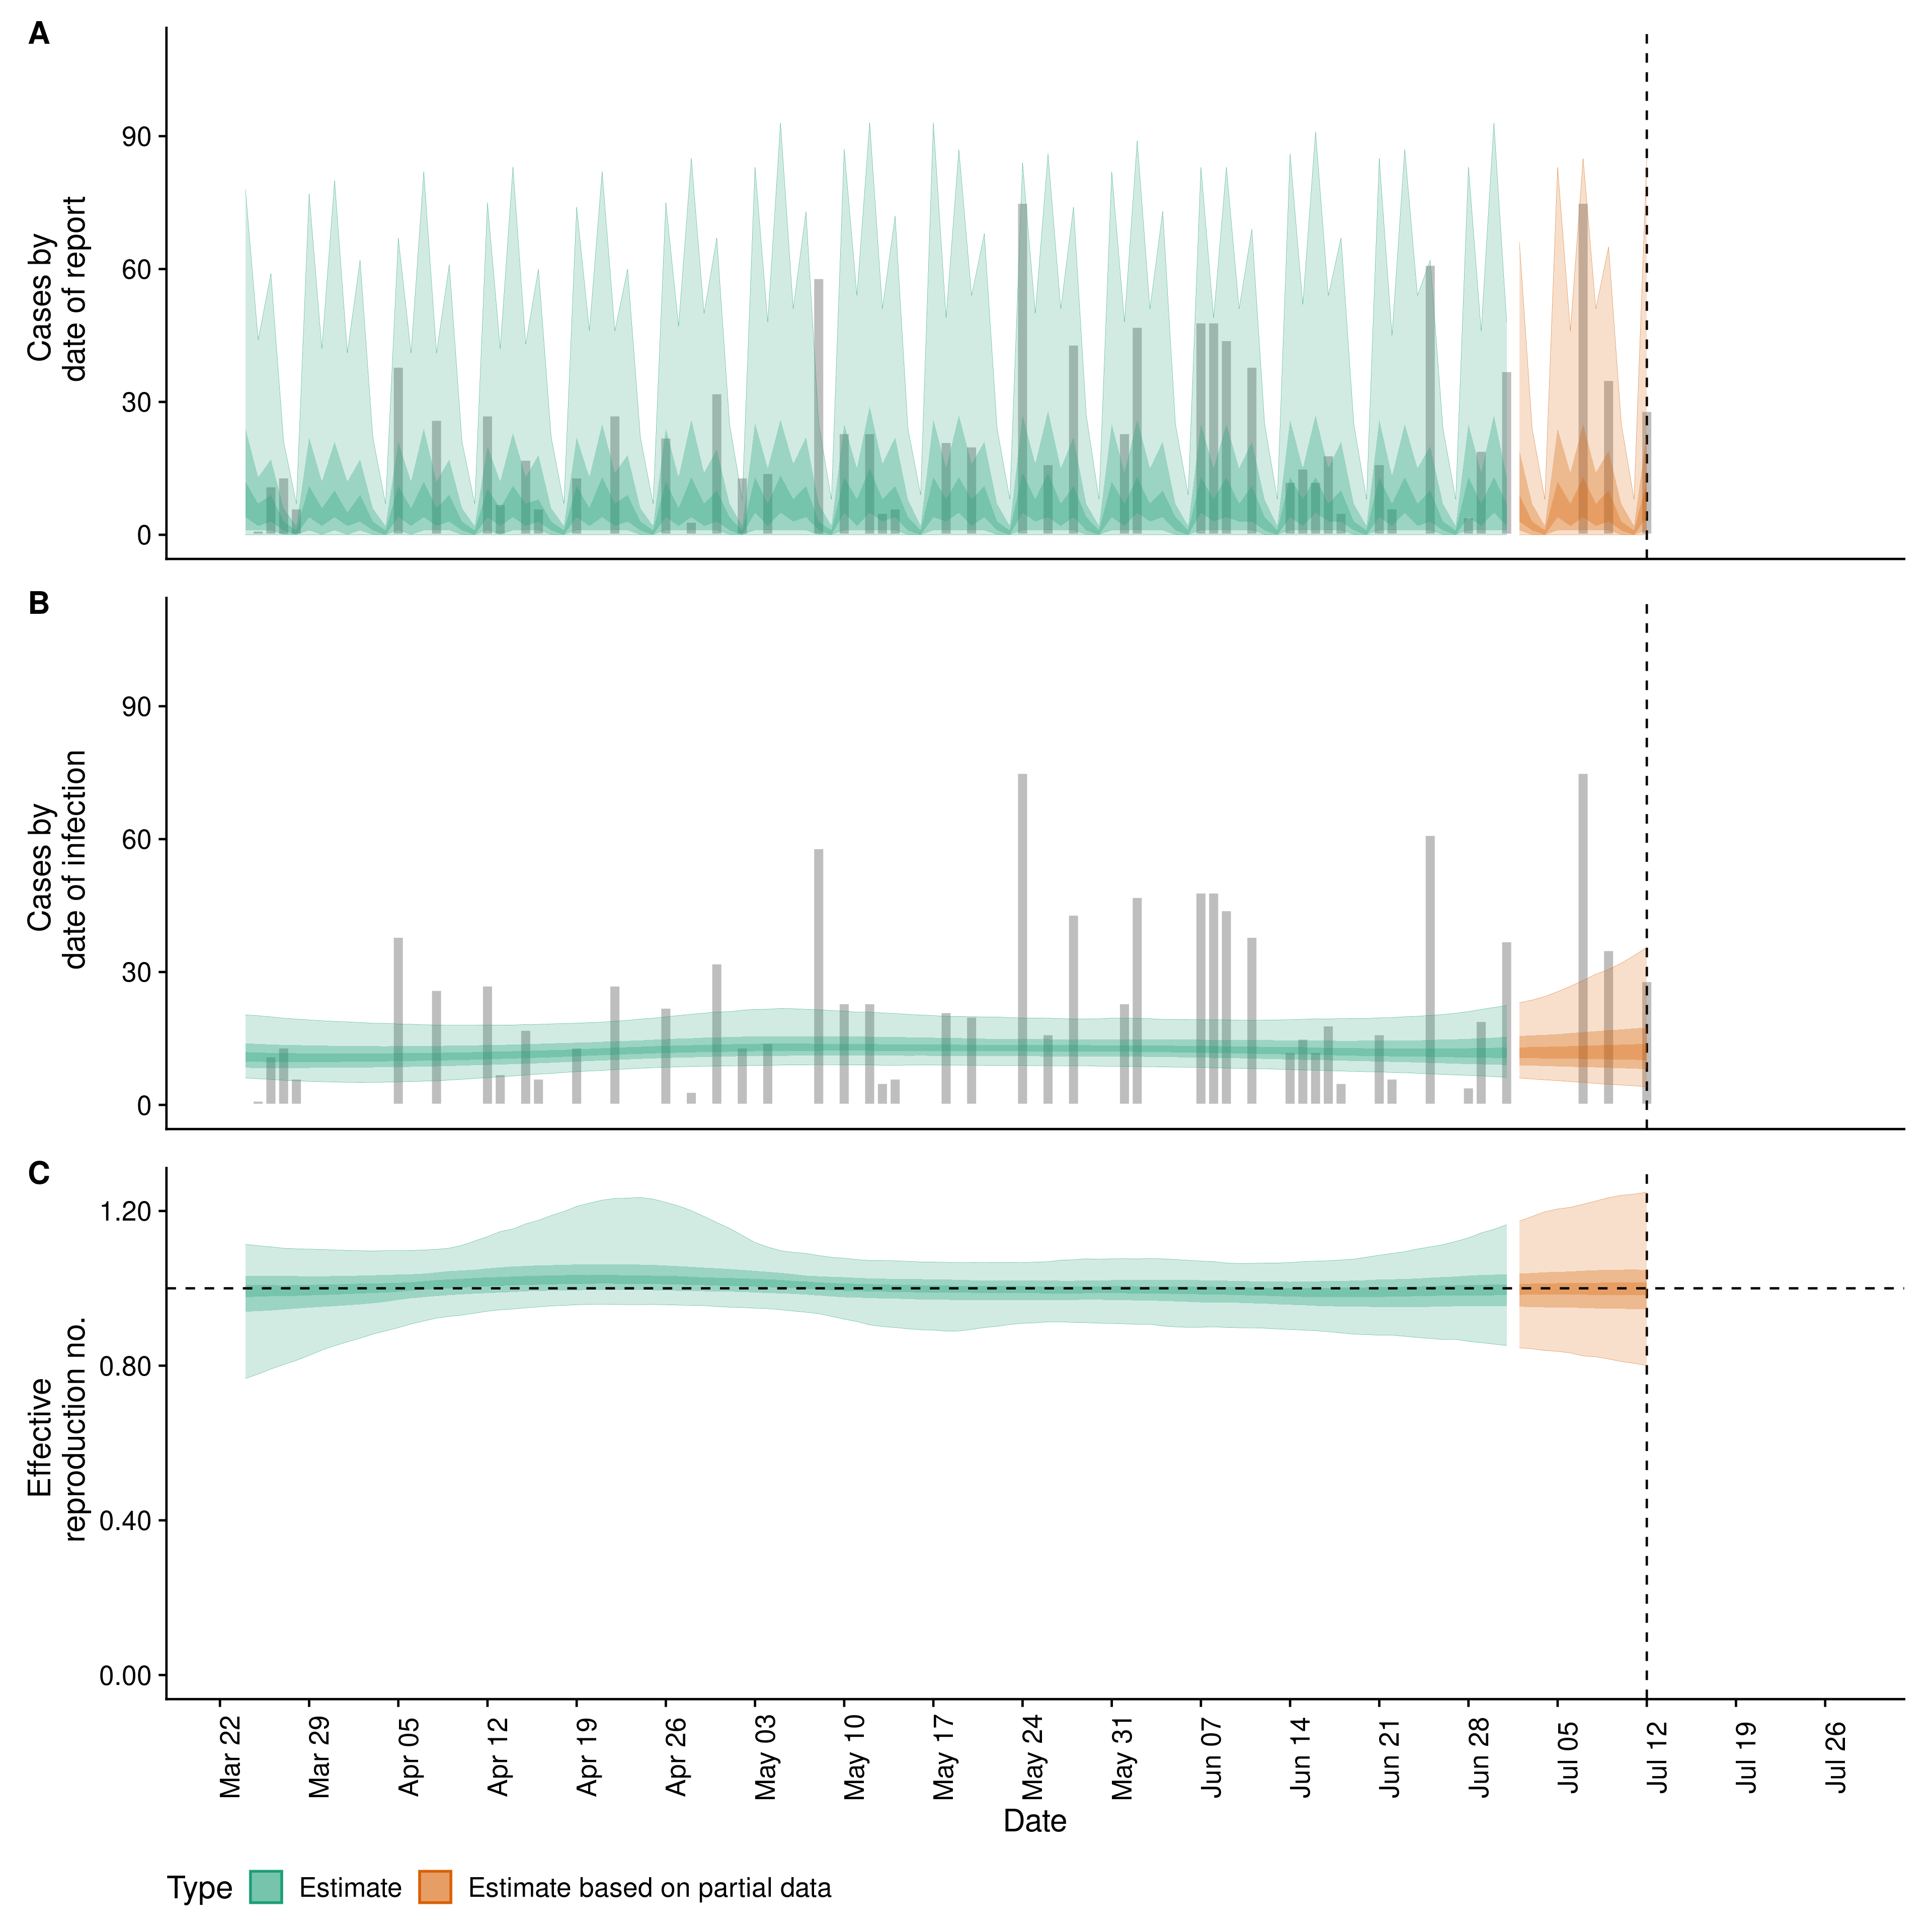 A
Cases by
date of report
90
60
30
0
B
Cases by
date of infection
90
60
30
0
C
Effective
reproduction no.
1.20
0.80
0.40
0.00
Mar 22
Mar 29
Apr 05
Apr 12
Apr 19
Apr 26
May 03
May 10
May 17
May 24
May 31
Jun 07
Jun 14
Jun 21
Jun 28
Jul 05
Jul 12
Jul 19
Jul 26
Date
Type Estimate Estimate based on partial data